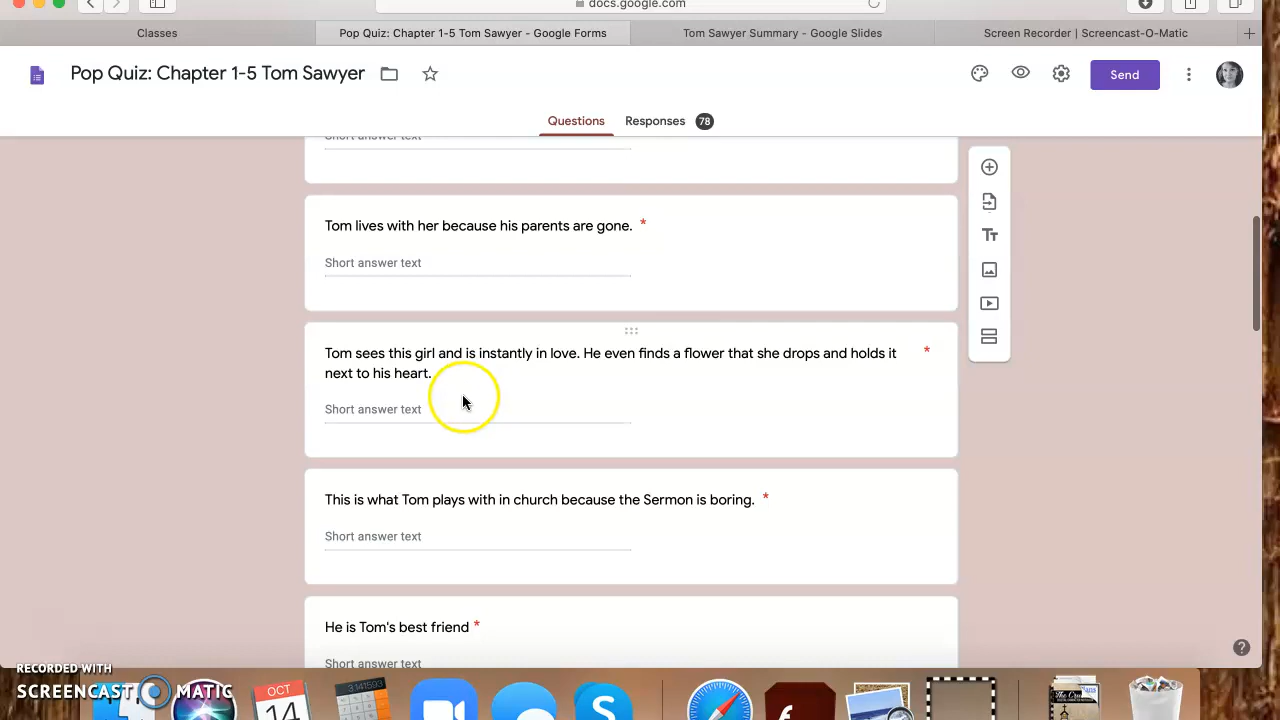 docs.google.com
Classes
Pop Quiz: Chapter 1-5 Tom Sawyer - Google Forms
Tom Sawyer Summary - Google Slides
Screen Recorder | Screencast-O-Matic
Pop Quiz: Chapter 1-5 Tom Sawyer
Send
Questions
Responses 78
Short answer text
Tom lives with her because his parents are gone. *
Short answer text
Tom sees this girl and is instantly in love. He even finds a flower that she drops and holds it *
next to his heart.
Short answer text
This is what Tom plays with in church because the Sermon is boring. *
Short answer text
He is Tom's best friend *
Short answer text
RECORDED WITH
SCREENCAST MATIC
OCT
14
3.141593